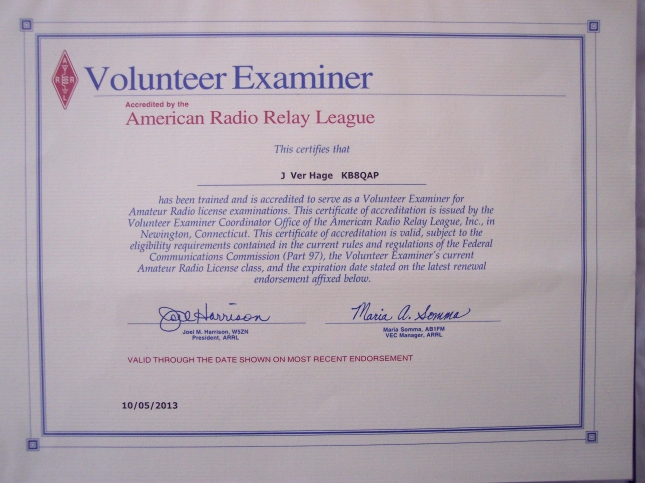 Volunteer Examiner
Accredited by the
American Radio Relay League
This certifies that
J Ver Hage KB8QAP
has been trained and is accredited to serve as a Volunteer Examiner for
Amateur Radio license examinations. This certificate of accreditation is issued by the
Volunteer Examiner Coordinator Office of the American Radio Relay League, Inc., in
Newington, Connecticut. This certificate of accreditation is valid, subject to the
eligibility requirements contained in the current rules and regulations of the Federal
Communications Commission (Part 97), the Volunteer Examiner's current
Amateur Radio License class, and the expiration date stated on the latest renewal
endorsement affixed below.
Joel Harrison
Maria A. Somma
Joel M. Harrison, W5ZN
President, ARRL
Maria Somma, AB1FM
VEC Manager, ARRL
VALID THROUGH THE DATE SHOWN ON MOST RECENT ENDORSEMENT
10/05/2013
A
R R
L